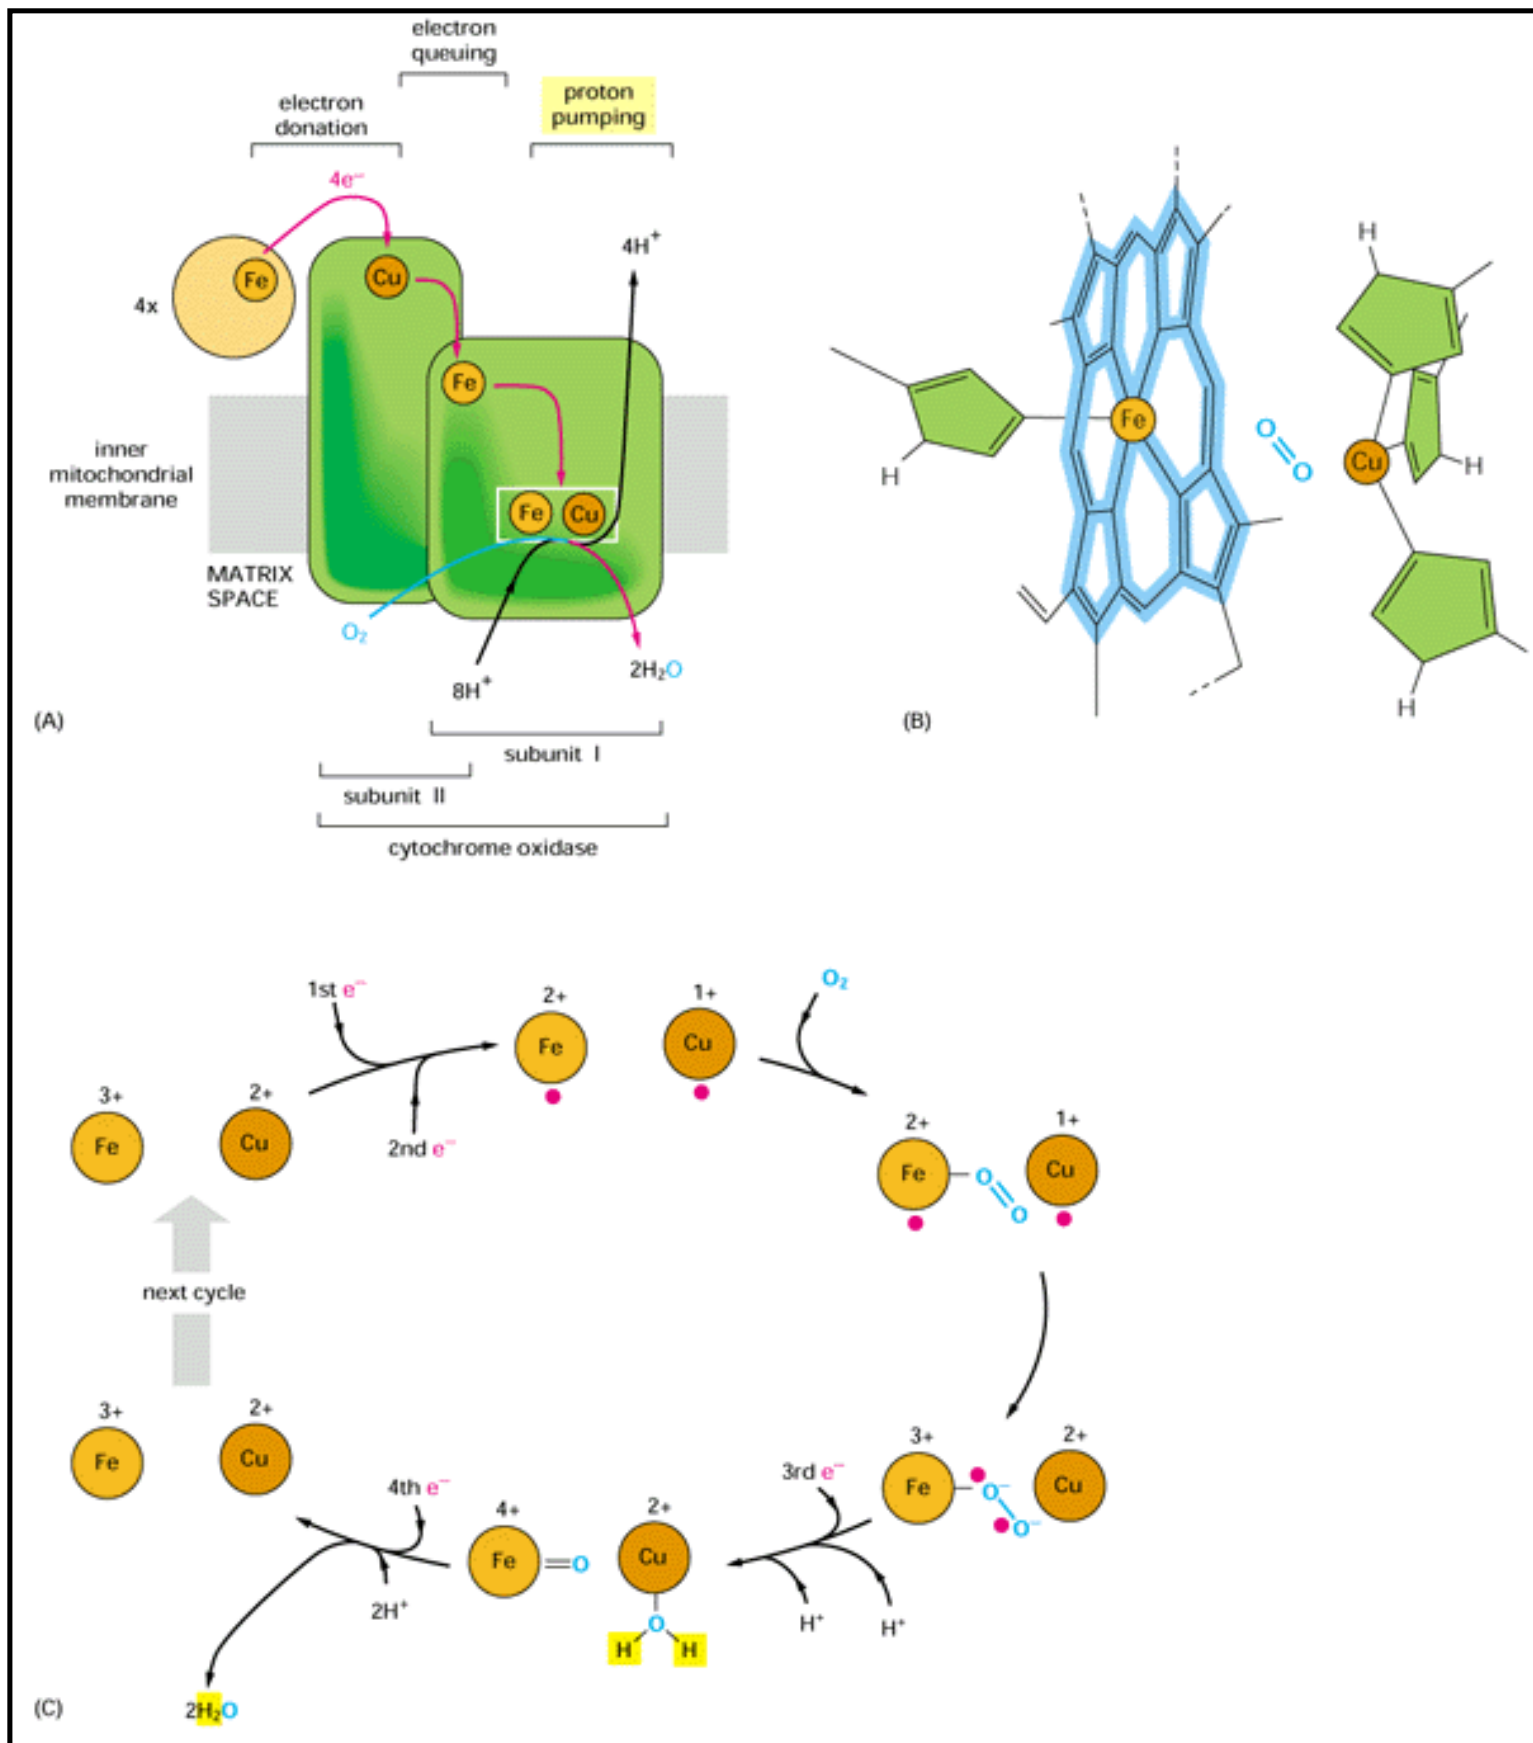 electron
queuing
electron
donation
proton
pumping
4e⁻
4H⁺
Fe
Cu
4x
Fe
inner
mitochondrial
membrane
Fe
Cu
MATRIX
SPACE
O₂
8H⁺
2H₂O
(A)
subunit I
subunit II
cytochrome oxidase
H
Fe
O
O
Cu
H
H
H
(B)
1st e⁻
2+
Fe
1+
Cu
O₂
3+
Fe
2+
Cu
2nd e⁻
2+
Fe
O
O
1+
Cu
next cycle
3+
Fe
2+
Cu
4th e⁻
4+
Fe
O
2+
Cu
O
H
H
3rd e⁻
3+
Fe
O⁻
O⁻
2+
Cu
2H⁺
H⁺
H⁺
2H₂O
(C)